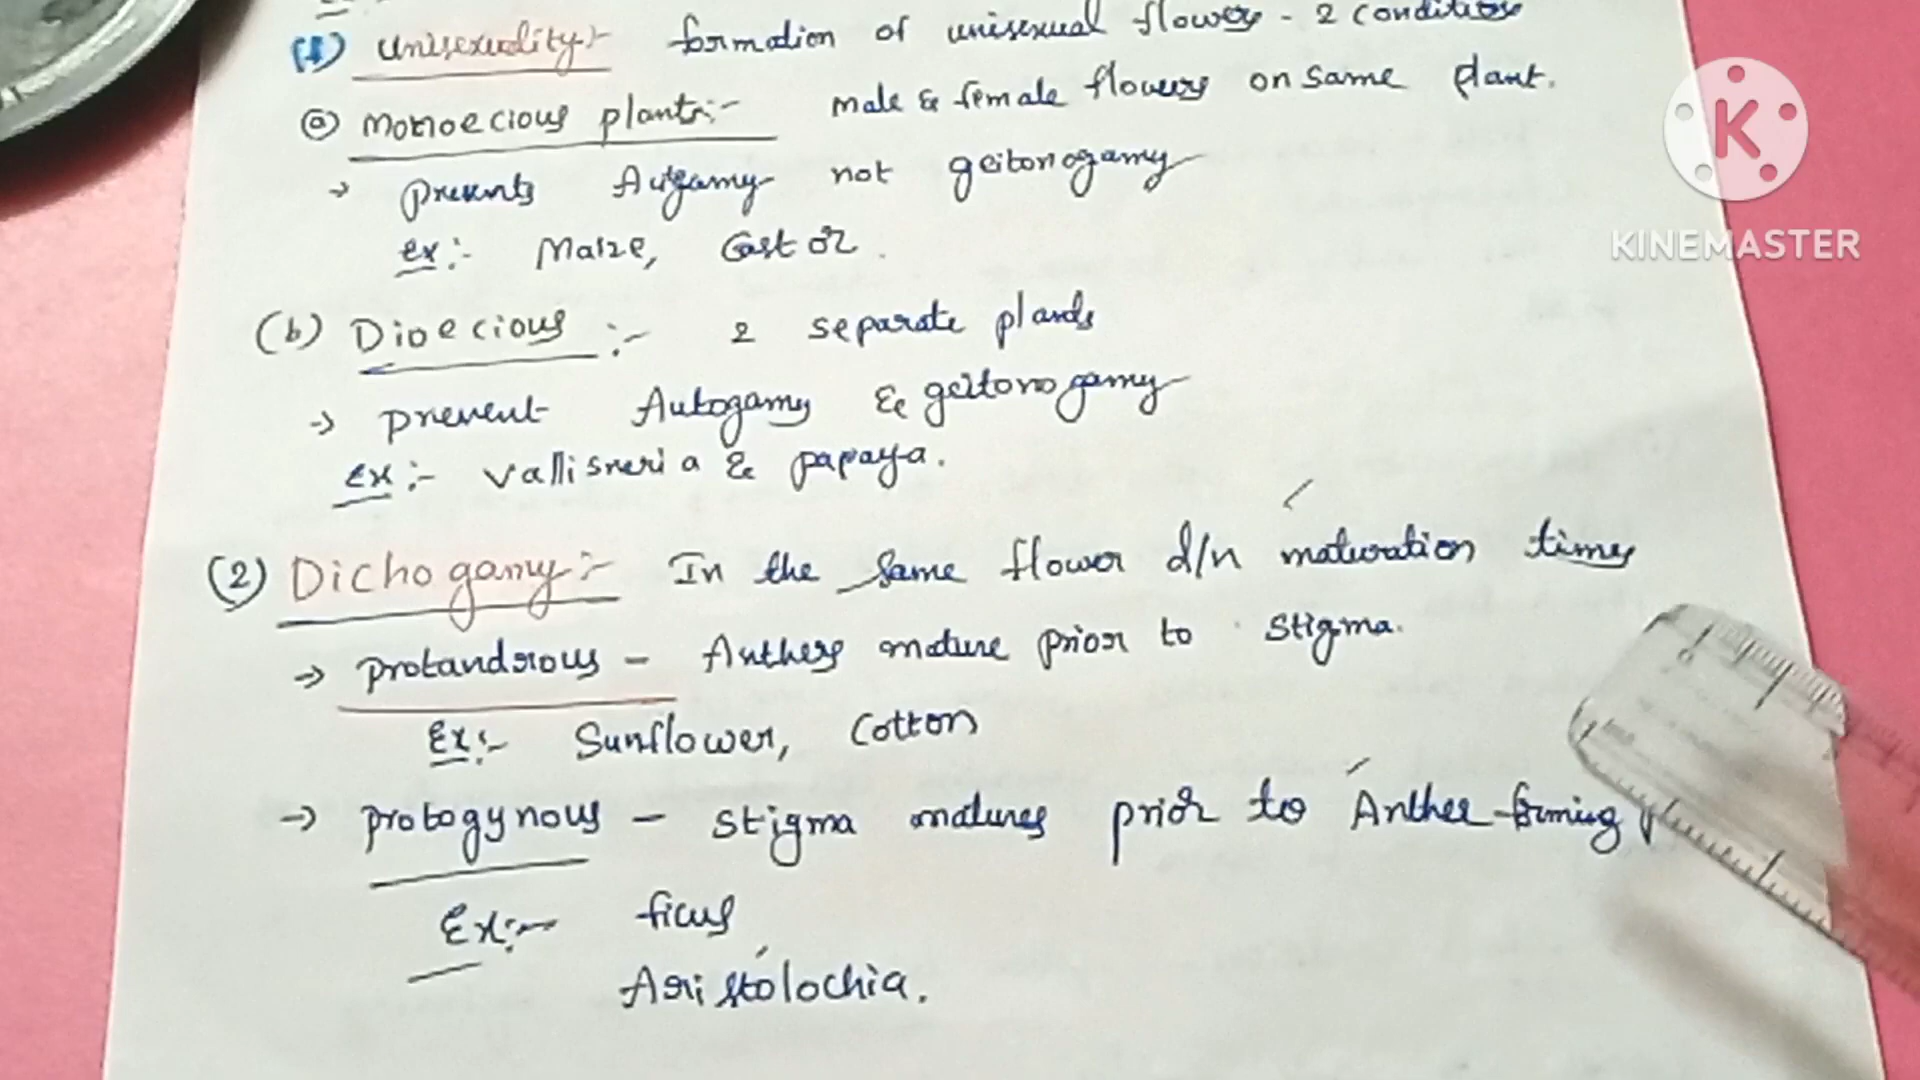 (1) Unisexuality:- formation of unisexual flowers - 2 conditions
(a) Monoecious plants:- male & female flowers on same plant.
→ prevents Autgamy not geitonogamy
ex:- Maize, Castor.
(b) Dioecious :- 2 separate plants
→ prevent Autogamy & geitonogamy
Ex:- Vallisneria & papaya.
(2) Dichogamy:- In the same flower d/n maturation times
→ protandrous - Anthers mature prior to stigma.
Ex:- Sunflower, Cotton
→ protogynous - stigma matures prior to Anther forming
Ex:- ficus
Aristolochia.
K
KINEMASTER